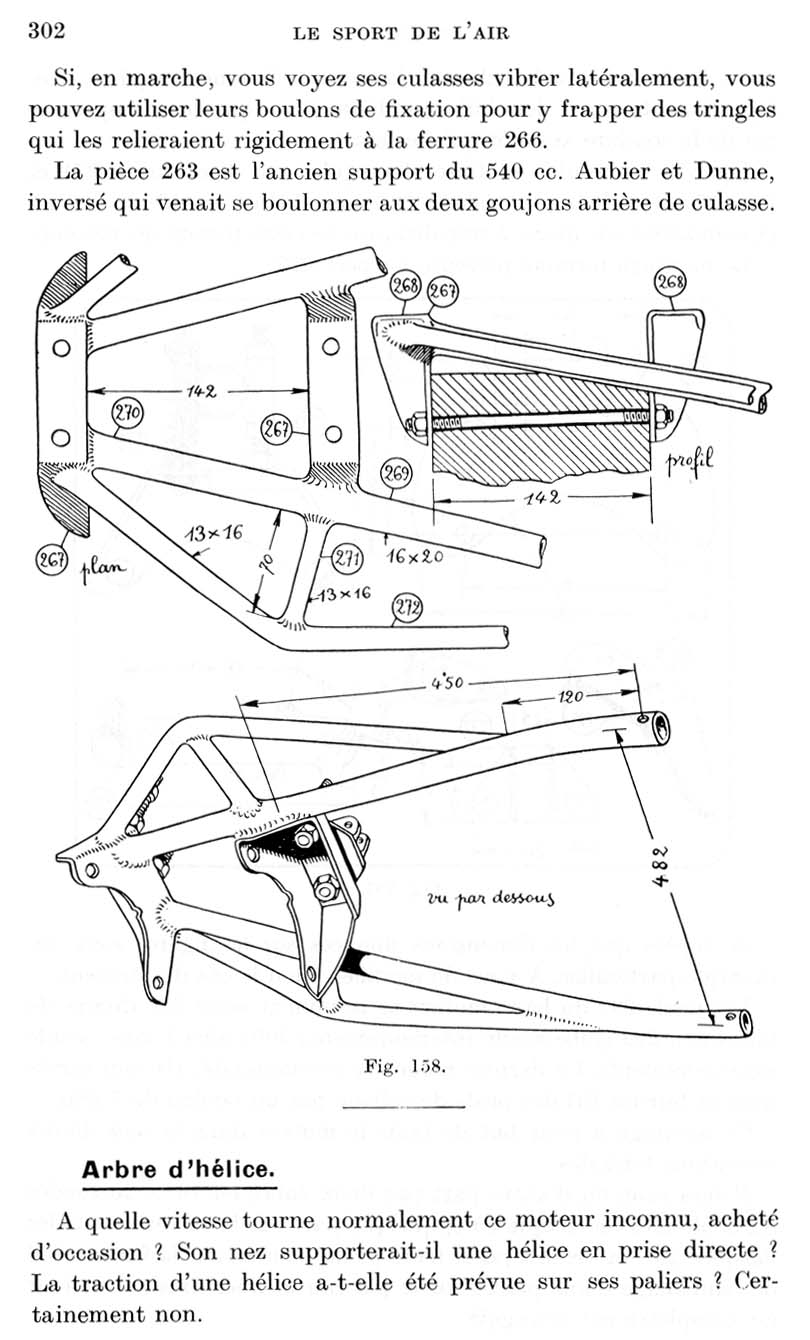 302
LE SPORT DE L'AIR
Si, en marche, vous voyez ses culasses vibrer latéralement, vous
pouvez utiliser leurs boulons de fixation pour y frapper des tringles
qui les relieraient rigidement à la ferrure 266.
La pièce 263 est l'ancien support du 540 cc. Aubier et Dunne,
inversé qui venait se boulonner aux deux goujons arrière de culasse.
268
267
268
142
270
267
profil
269
142
13×16
267
plan
70
271
16×20
13×16
272
450
120
482
vu par dessous
Fig. 158.
Arbre d'hélice.
A quelle vitesse tourne normalement ce moteur inconnu, acheté
d'occasion ? Son nez supporterait-il une hélice en prise directe ?
La traction d'une hélice a-t-elle été prévue sur ses paliers ? Cer-
tainement non.